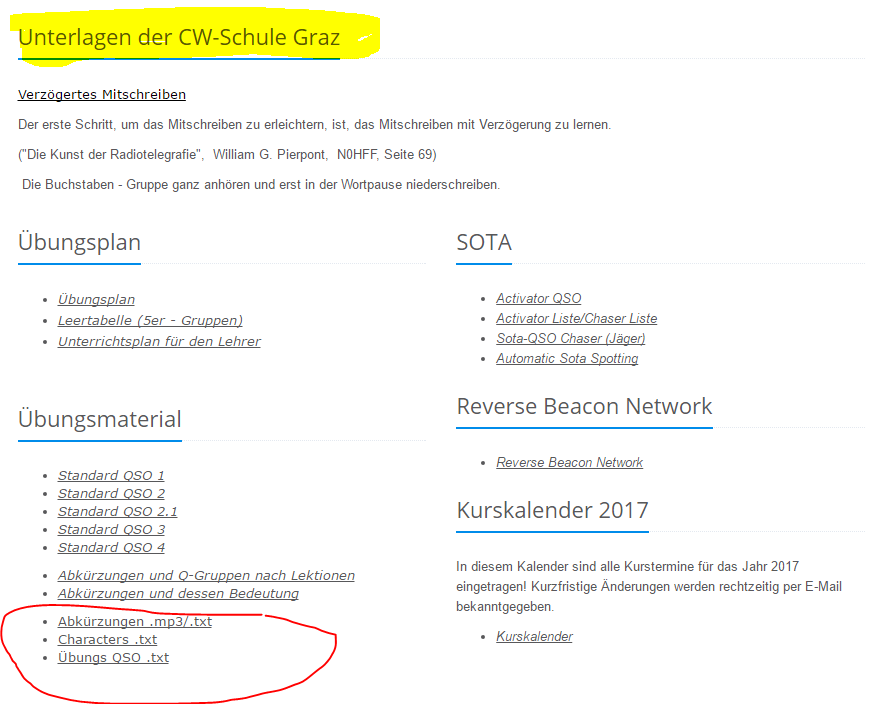 Unterlagen der CW-Schule Graz
Verzögertes Mitschreiben
Der erste Schritt, um das Mitschreiben zu erleichtern, ist, das Mitschreiben mit Verzögerung zu lernen.
("Die Kunst der Radiotelegrafie", William G. Pierpont, N0HFF, Seite 69)
Die Buchstaben - Gruppe ganz anhören und erst in der Wortpause niederschreiben.
Übungsplan
Übungsplan
Leertabelle (5er - Gruppen)
Unterrichtsplan für den Lehrer
Übungsmaterial
Standard QSO 1
Standard QSO 2
Standard QSO 2.1
Standard QSO 3
Standard QSO 4
Abkürzungen und Q-Gruppen nach Lektionen
Abkürzungen und dessen Bedeutung
Abkürzungen .mp3/.txt
Characters .txt
Übungs QSO .txt
SOTA
Activator QSO
Activator Liste/Chaser Liste
Sota-QSO Chaser (Jäger)
Automatic Sota Spotting
Reverse Beacon Network
Reverse Beacon Network
Kurskalender 2017
In diesem Kalender sind alle Kurstermine für das Jahr 2017
eingetragen! Kurzfristige Änderungen werden rechtzeitig per E-Mail
bekanntgegeben.
Kurskalender